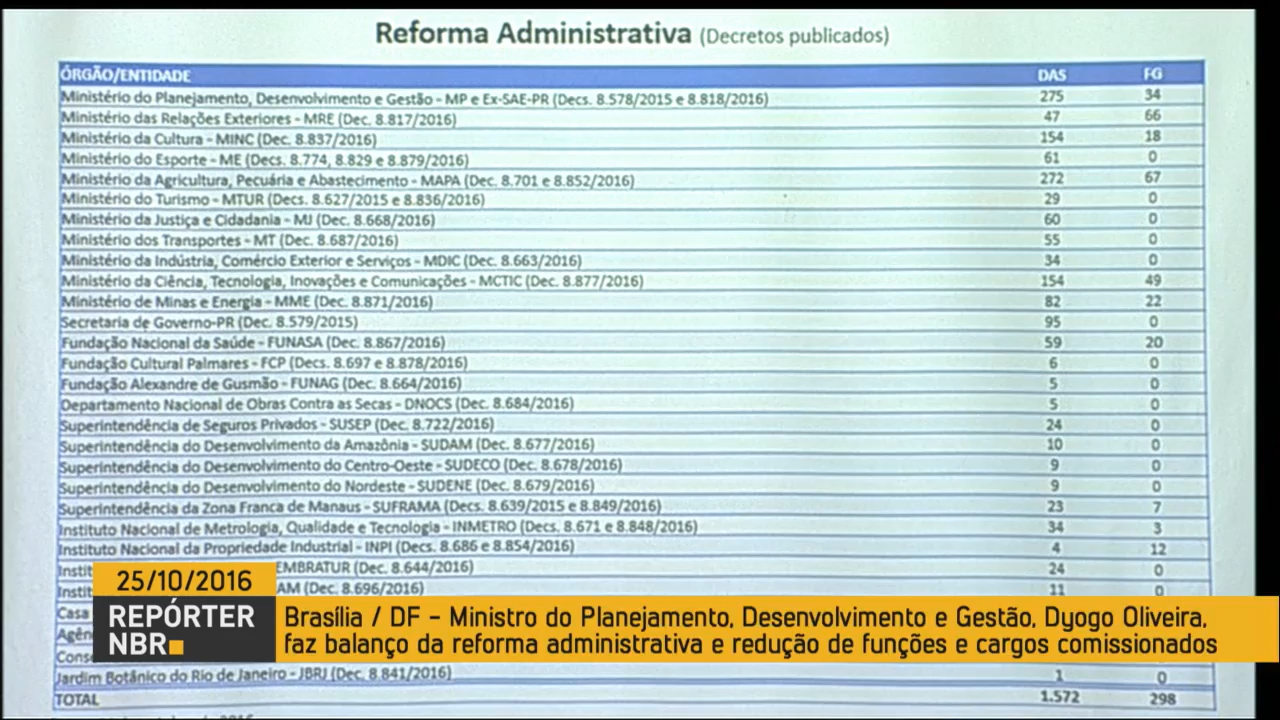 Reforma Administrativa (Decretos publicados)
ÓRGÃO/ENTIDADE DAS FG
Ministério do Planejamento, Desenvolvimento e Gestão - MP e Ex-SAE-PR (Decs. 8.578/2015 e 8.818/2016) 275 34
Ministério das Relações Exteriores - MRE (Dec. 8.817/2016) 47 66
Ministério da Cultura - MINC (Dec. 8.837/2016) 154 18
Ministério do Esporte - ME (Decs. 8.774, 8.829 e 8.879/2016) 61 0
Ministério da Agricultura, Pecuária e Abastecimento - MAPA (Dec. 8.701 e 8.852/2016) 272 67
Ministério do Turismo - MTUR (Decs. 8.627/2015 e 8.836/2016) 29 0
Ministério da Justiça e Cidadania - MJ (Dec. 8.668/2016) 60 0
Ministério dos Transportes - MT (Dec. 8.687/2016) 55 0
Ministério da Indústria, Comércio Exterior e Serviços - MDIC (Dec. 8.663/2016) 34 0
Ministério da Ciência, Tecnologia, Inovações e Comunicações - MCTIC (Dec. 8.877/2016) 154 49
Ministério de Minas e Energia - MME (Dec. 8.871/2016) 82 22
Secretaria de Governo-PR (Dec. 8.579/2015) 95 0
Fundação Nacional da Saúde - FUNASA (Dec. 8.867/2016) 59 20
Fundação Cultural Palmares - FCP (Decs. 8.697 e 8.878/2016) 6 0
Fundação Alexandre de Gusmão - FUNAG (Dec. 8.664/2016) 5 0
Departamento Nacional de Obras Contra as Secas - DNOCS (Dec. 8.684/2016) 5 0
Superintendência de Seguros Privados - SUSEP (Dec. 8.722/2016) 24 0
Superintendência do Desenvolvimento da Amazônia - SUDAM (Dec. 8.677/2016) 10 0
Superintendência do Desenvolvimento do Centro-Oeste - SUDECO (Dec. 8.678/2016) 9 0
Superintendência do Desenvolvimento do Nordeste - SUDENE (Dec. 8.679/2016) 9 0
Superintendência da Zona Franca de Manaus - SUFRAMA (Decs. 8.639/2015 e 8.849/2016) 23 7
Instituto Nacional de Metrologia, Qualidade e Tecnologia - INMETRO (Decs. 8.671 e 8.848/2016) 34 3
Instituto Nacional da Propriedade Industrial - INPI (Decs. 8.686 e 8.854/2016) 4 12
Instit EMBRATUR (Dec. 8.644/2016) 24 0
Instit AM (Dec. 8.696/2016) 11 0
Casa
Agên
Cons
Jardim Botânico do Rio de Janeiro - JBRJ (Dec. 8.841/2016) 1 0
TOTAL 1.572 298
25/10/2016
REPÓRTER
NBR
Brasília / DF - Ministro do Planejamento, Desenvolvimento e Gestão, Dyogo Oliveira,
faz balanço da reforma administrativa e redução de funções e cargos comissionados